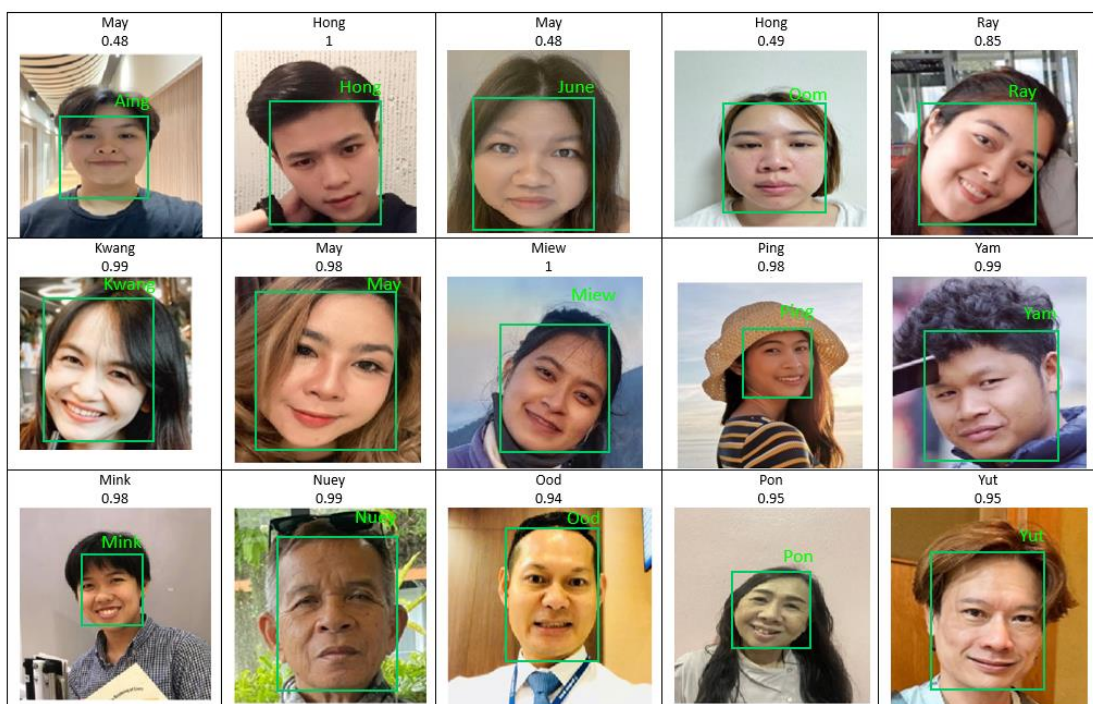 May
0.48
Aing
Hong
1
Hong
May
0.48
June
Hong
0.49
Oom
Ray
0.85
Ray
Kwang
0.99
Kwang
May
0.98
May
Miew
1
Miew
Ping
0.98
Ping
Yam
0.99
Yam
Mink
0.98
Mink
Nuey
0.99
Nuey
Ood
0.94
Ood
Pon
0.95
Pon
Yut
0.95
Yut